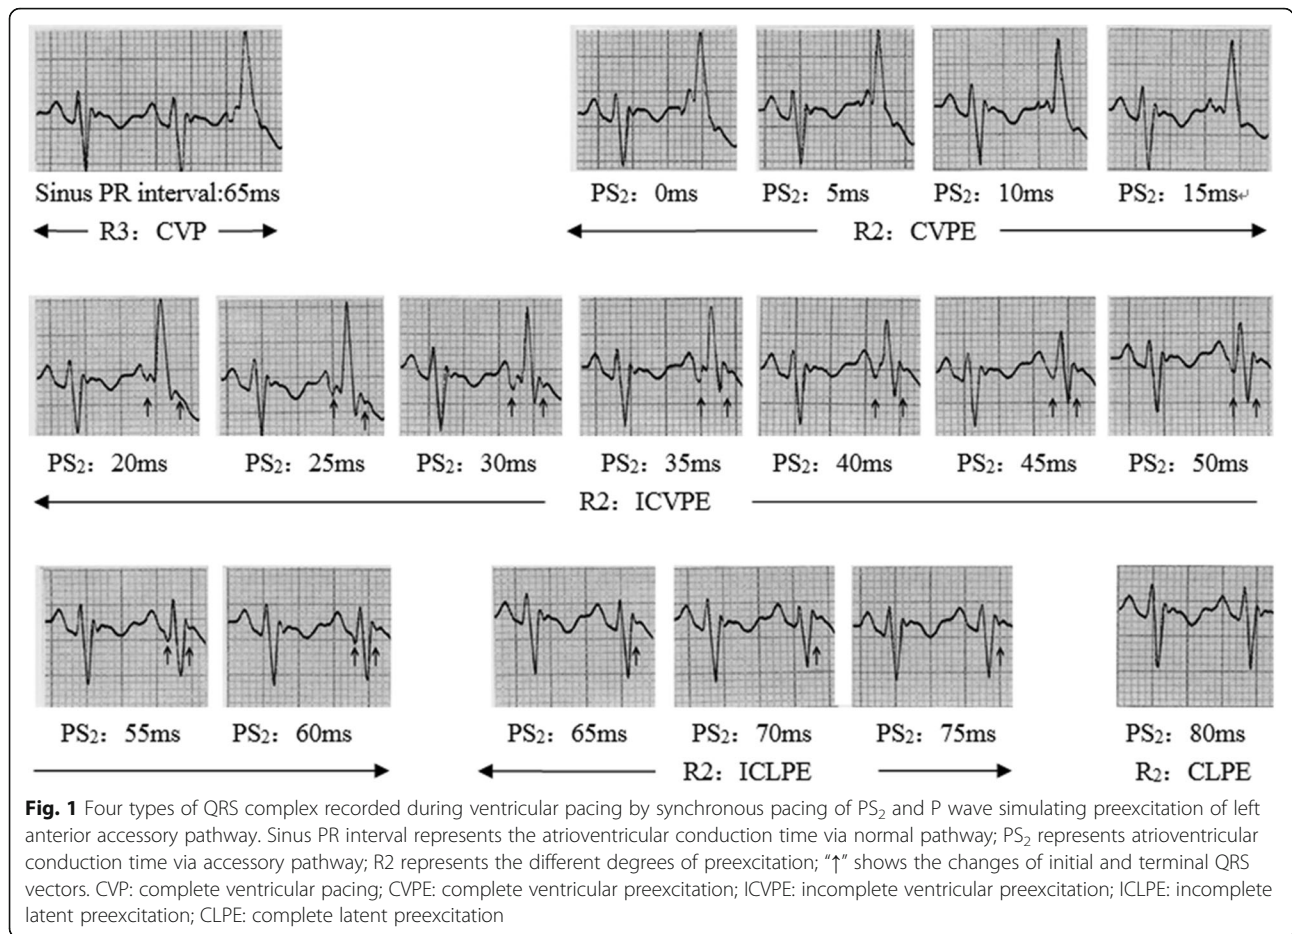 Sinus PR interval:65ms
R3: CVP
PS₂: 0ms
PS₂: 5ms
PS₂: 10ms
PS₂: 15ms↵
R2: CVPE
PS₂: 20ms
PS₂: 25ms
PS₂: 30ms
PS₂: 35ms
PS₂: 40ms
PS₂: 45ms
PS₂: 50ms
R2: ICVPE
PS₂: 55ms
PS₂: 60ms
PS₂: 65ms
PS₂: 70ms
PS₂: 75ms
PS₂: 80ms
R2: ICLPE
R₂: CLPE
Fig. 1 Four types of QRS complex recorded during ventricular pacing by synchronous pacing of PS₂ and P wave simulating preexcitation of left
anterior accessory pathway. Sinus PR interval represents the atrioventricular conduction time via normal pathway; PS₂ represents atrioventricular
conduction time via accessory pathway; R2 represents the different degrees of preexcitation; “↑” shows the changes of initial and terminal QRS
vectors. CVP: complete ventricular pacing; CVPE: complete ventricular preexcitation; ICVPE: incomplete ventricular preexcitation; ICLPE: incomplete
latent preexcitation; CLPE: complete latent preexcitation